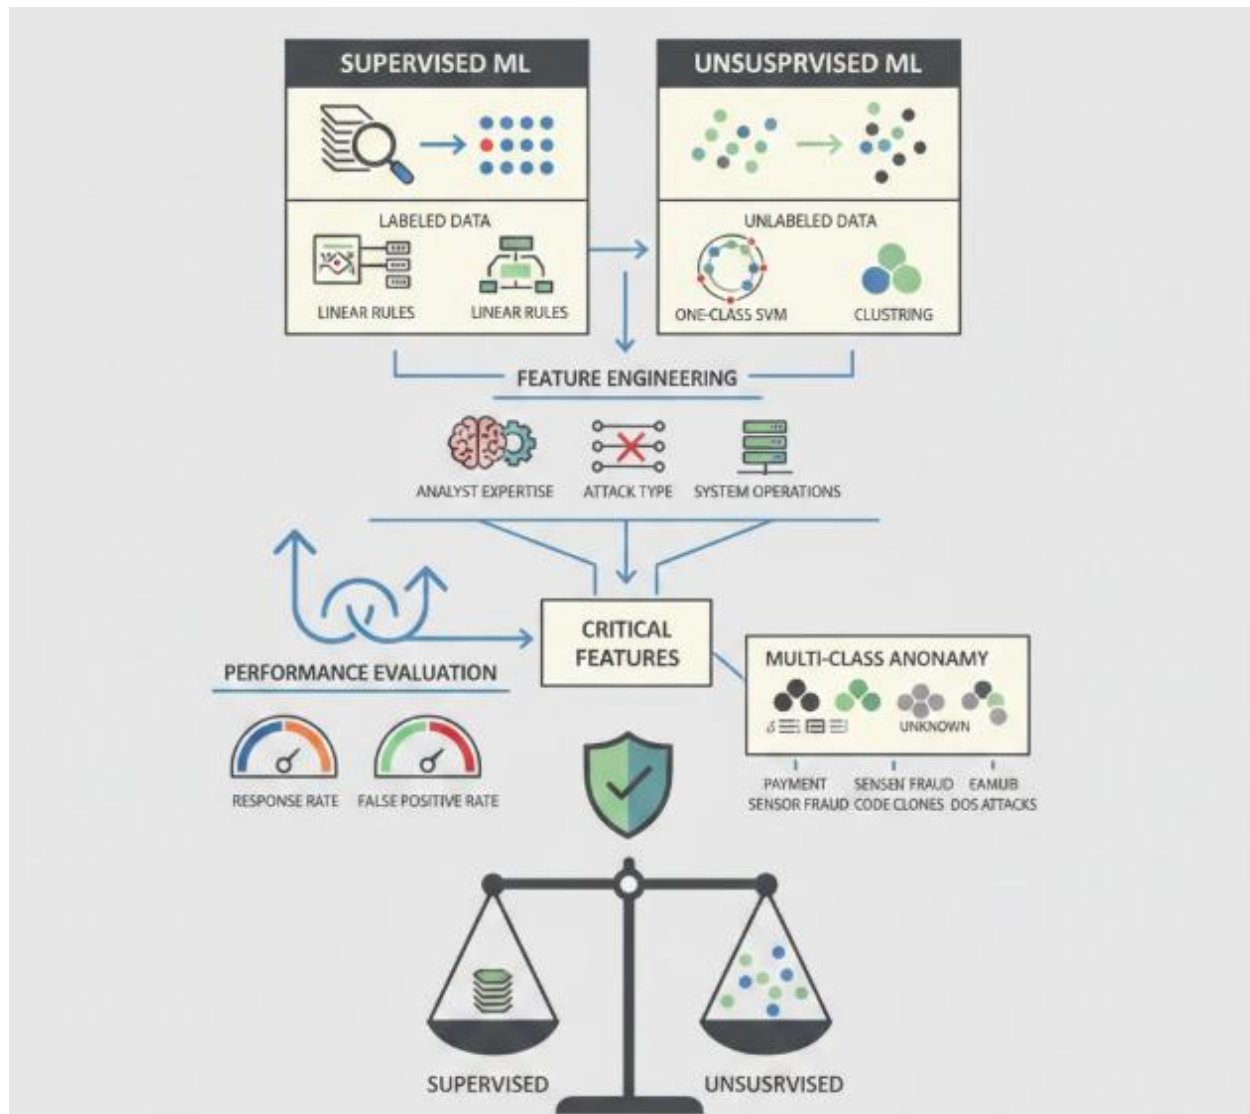 SUPERVISED ML
UNSUSPRVISED ML
LABELED DATA
LINEAR RULES
LINEAR RULES
UNLABELED DATA
ONE-CLASS SVM
CLUSTRING
FEATURE ENGINEERING
ANALYST EXPERTISE
ATTACK TYPE
SYSTEM OPERATIONS
CRITICAL
FEATURES
PERFORMANCE EVALUATION
RESPONSE RATE
FALSE POSITIVE RATE
MULTI-CLASS ANONAMY
UNKNOWN
PAYMENT
SENSOR FRAUD
SENSEN FRAUD
CODE CLONES
EAMUB
DOS ATTACKS
SUPERVISED
UNSUSRVISED